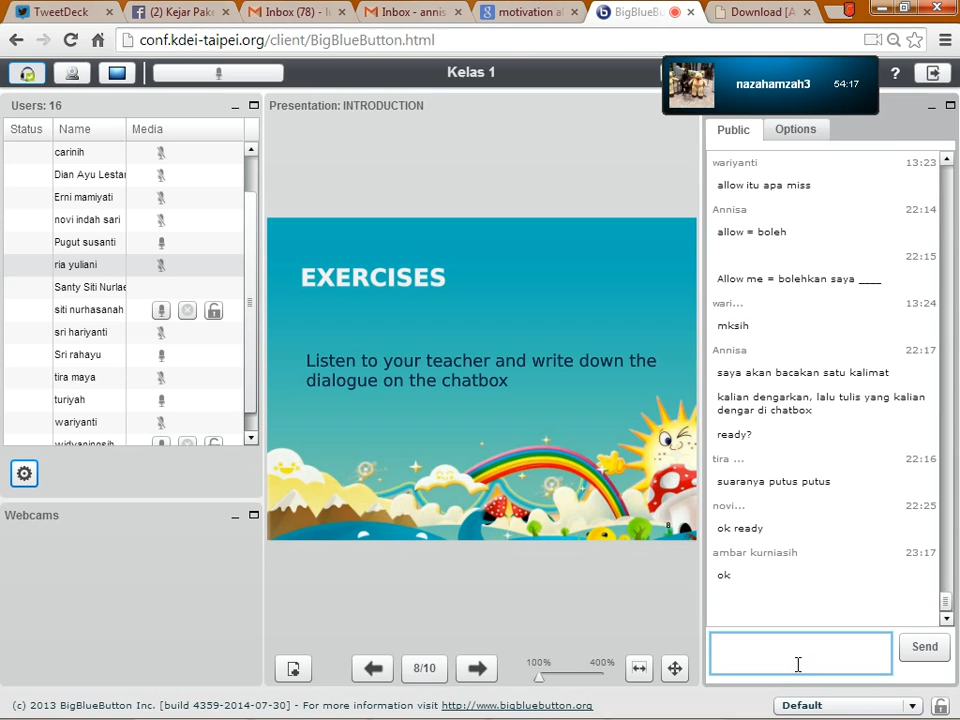 TweetDeck
(2) Kejar Pak
Inbox (78) - l
Inbox - annis
motivation al
BigBlueBu
Download [A
conf.kdei-taipei.org/client/BigBlueButton.html
Kelas 1
nazahamzah3 54:17
?
Users: 16
Status Name Media
carinih
Dian Ayu Lestar
Erni mamiyati
novi indah sari
Pugut susanti
ria yuliani
Santy Siti Nurlae
siti nurhasanah
sri hariyanti
Sri rahayu
tira maya
turiyah
wariyanti
widyaningsih
Webcams
Presentation: INTRODUCTION
EXERCISES
Listen to your teacher and write down the
dialogue on the chatbox
8
8/10
100% 400%
Public Options
wariyanti 13:23
allow itu apa miss
Annisa 22:14
allow = boleh
22:15
Allow me = bolehkan saya ____
wari... 13:24
mksih
Annisa 22:17
saya akan bacakan satu kalimat
kalian dengarkan, lalu tulis yang kalian
dengar di chatbox
ready?
tira ... 22:16
suaranya putus putus
novi... 22:25
ok ready
ambar kurniasih 23:17
ok
Send
(c) 2013 BigBlueButton Inc. [build 4359-2014-07-30] - For more information visit http://www.bigbluebutton.org
Default